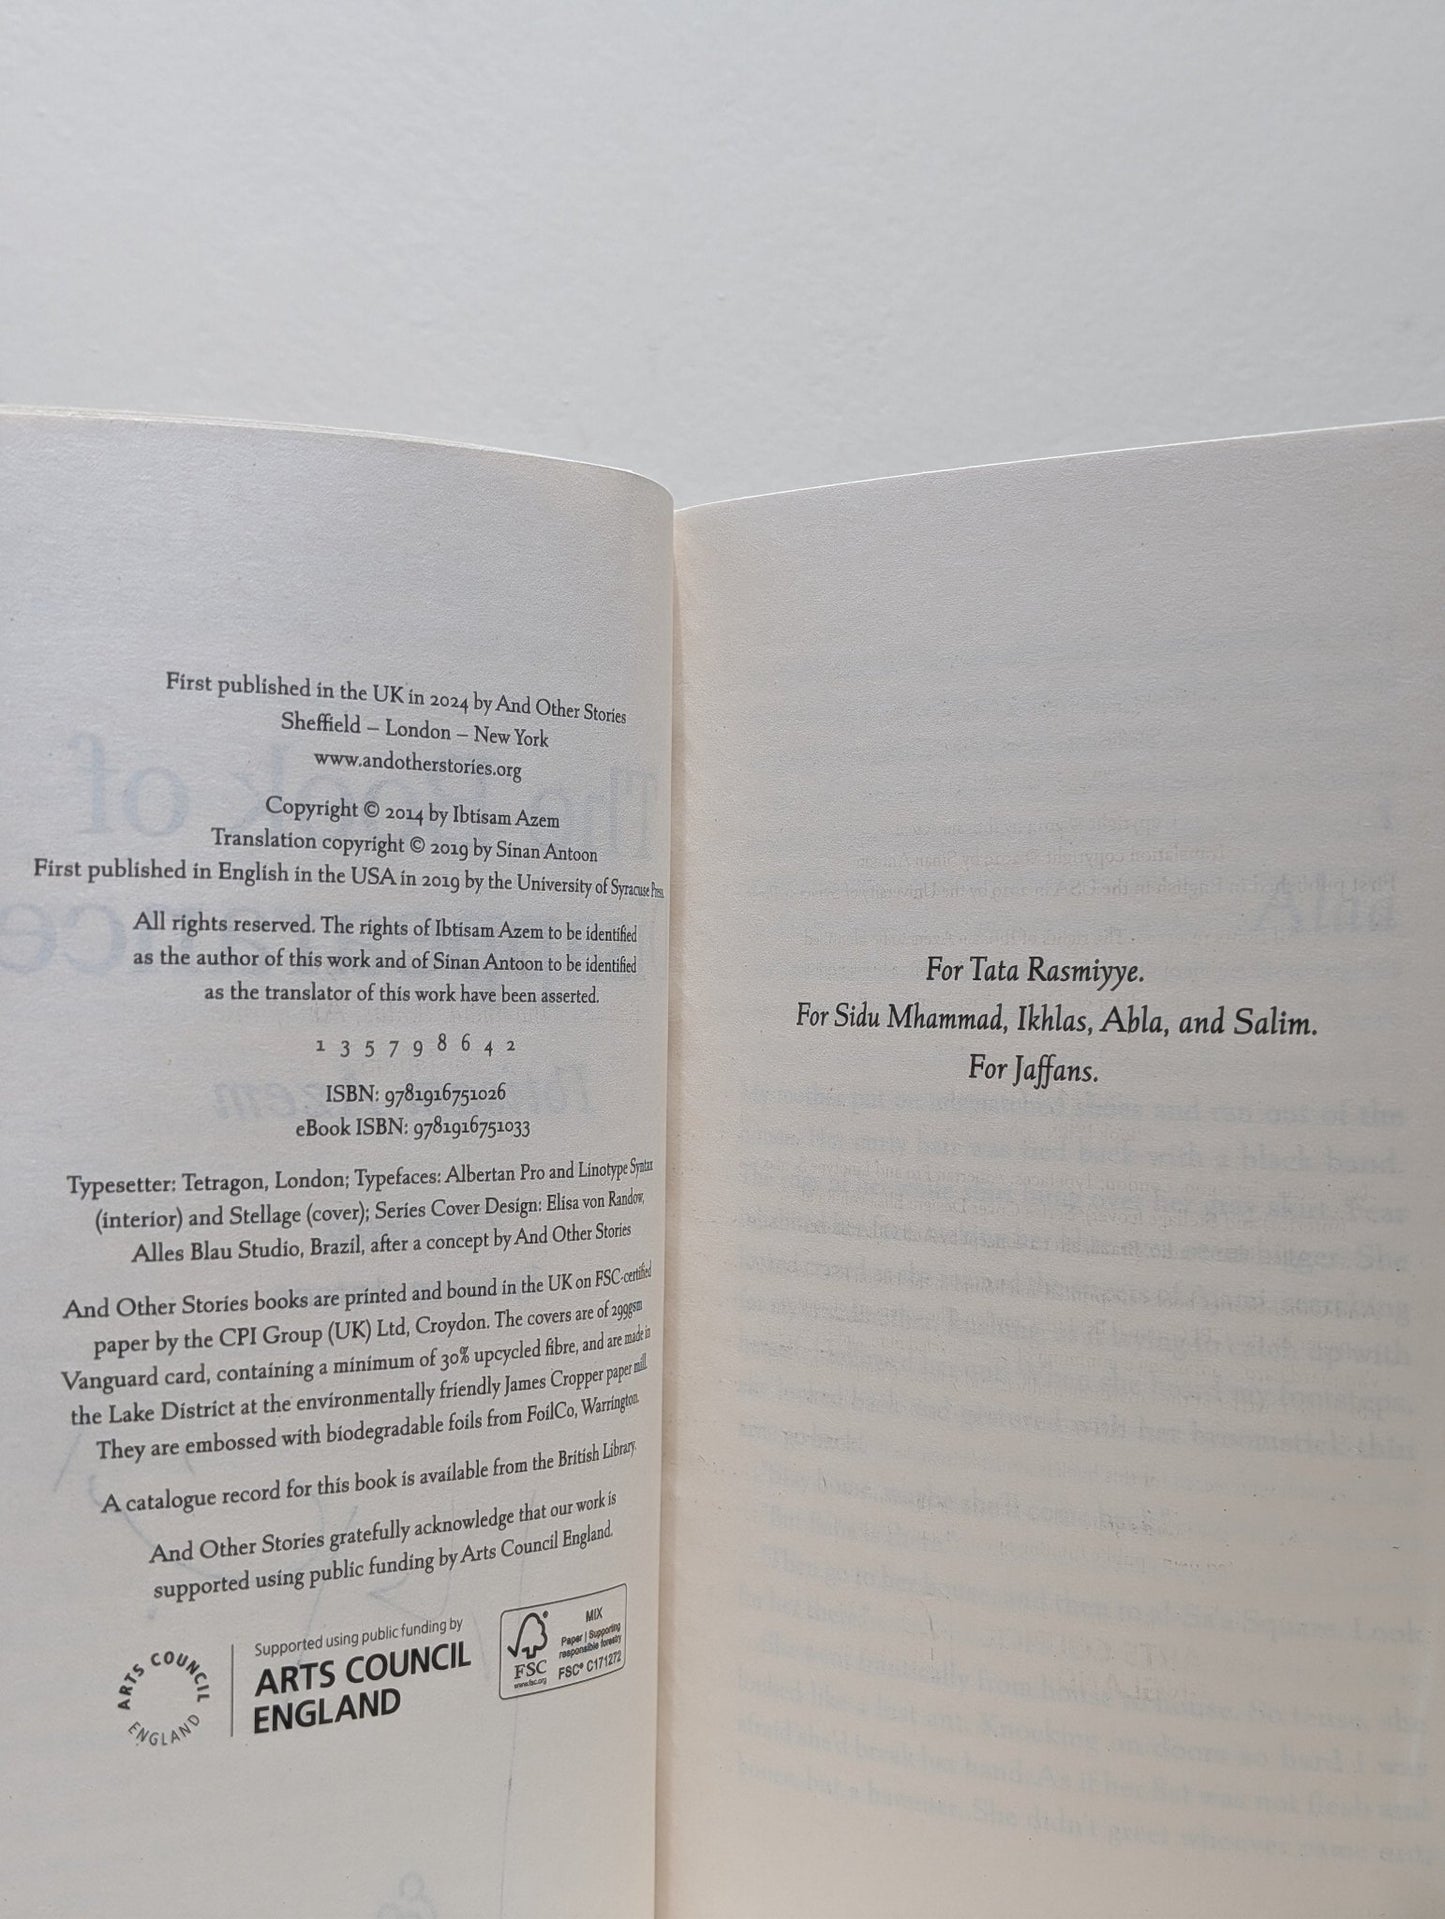 First published in the UK in 2024 by And Other Stories
Sheffield – London – New York
www.andotherstories.org
Copyright © 2014 by Ibtisam Azem
Translation copyright © 2019 by Sinan Antoon
First published in English in the USA in 2019 by the University of Syracuse Press
All rights reserved. The rights of Ibtisam Azem to be identified
as the author of this work and of Sinan Antoon to be identified
as the translator of this work have been asserted.
1 3 5 7 9 8 6 4 2
ISBN: 9781916751026
eBook ISBN: 9781916751033
Typesetter: Tetragon, London; Typefaces: Albertan Pro and Linotype Syntax
(interior) and Stellage (cover); Series Cover Design: Elisa von Randow,
Alles Blau Studio, Brazil, after a concept by And Other Stories
And Other Stories books are printed and bound in the UK on FSC-certified
paper by the CPI Group (UK) Ltd, Croydon. The covers are of 299gsm
Vanguard card, containing a minimum of 30% upcycled fibre, and are made in
the Lake District at the environmentally friendly James Cropper paper mill.
They are embossed with biodegradable foils from FoilCo, Warrington.
A catalogue record for this book is available from the British Library.
And Other Stories gratefully acknowledge that our work is
supported using public funding by Arts Council England.
ARTS COUNCIL
ENGLAND
Supported using public funding by
ARTS COUNCIL
ENGLAND
FSC
www.fsc.org
MIX
Paper | Supporting
responsible forestry
FSC® C171272
For Tata Rasmiyye.
For Sidu Mhammad, Ikhlas, Abla, and Salim.
For Jaffans.